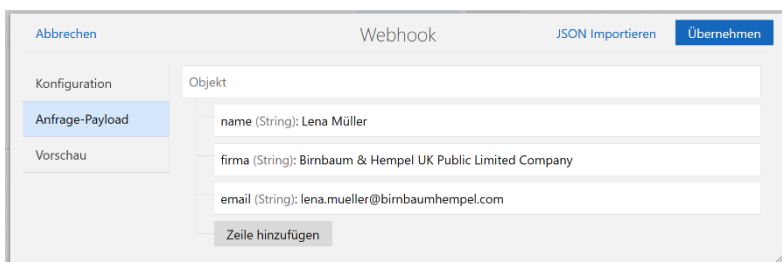 Abbrechen Webhook JSON Importieren Übernehmen
Konfiguration
Anfrage-Payload
Vorschau
Objekt
name (String): Lena Müller
firma (String): Birnbaum & Hempel UK Public Limited Company
email (String): lena.mueller@birnbaumhempel.com
Zeile hinzufügen